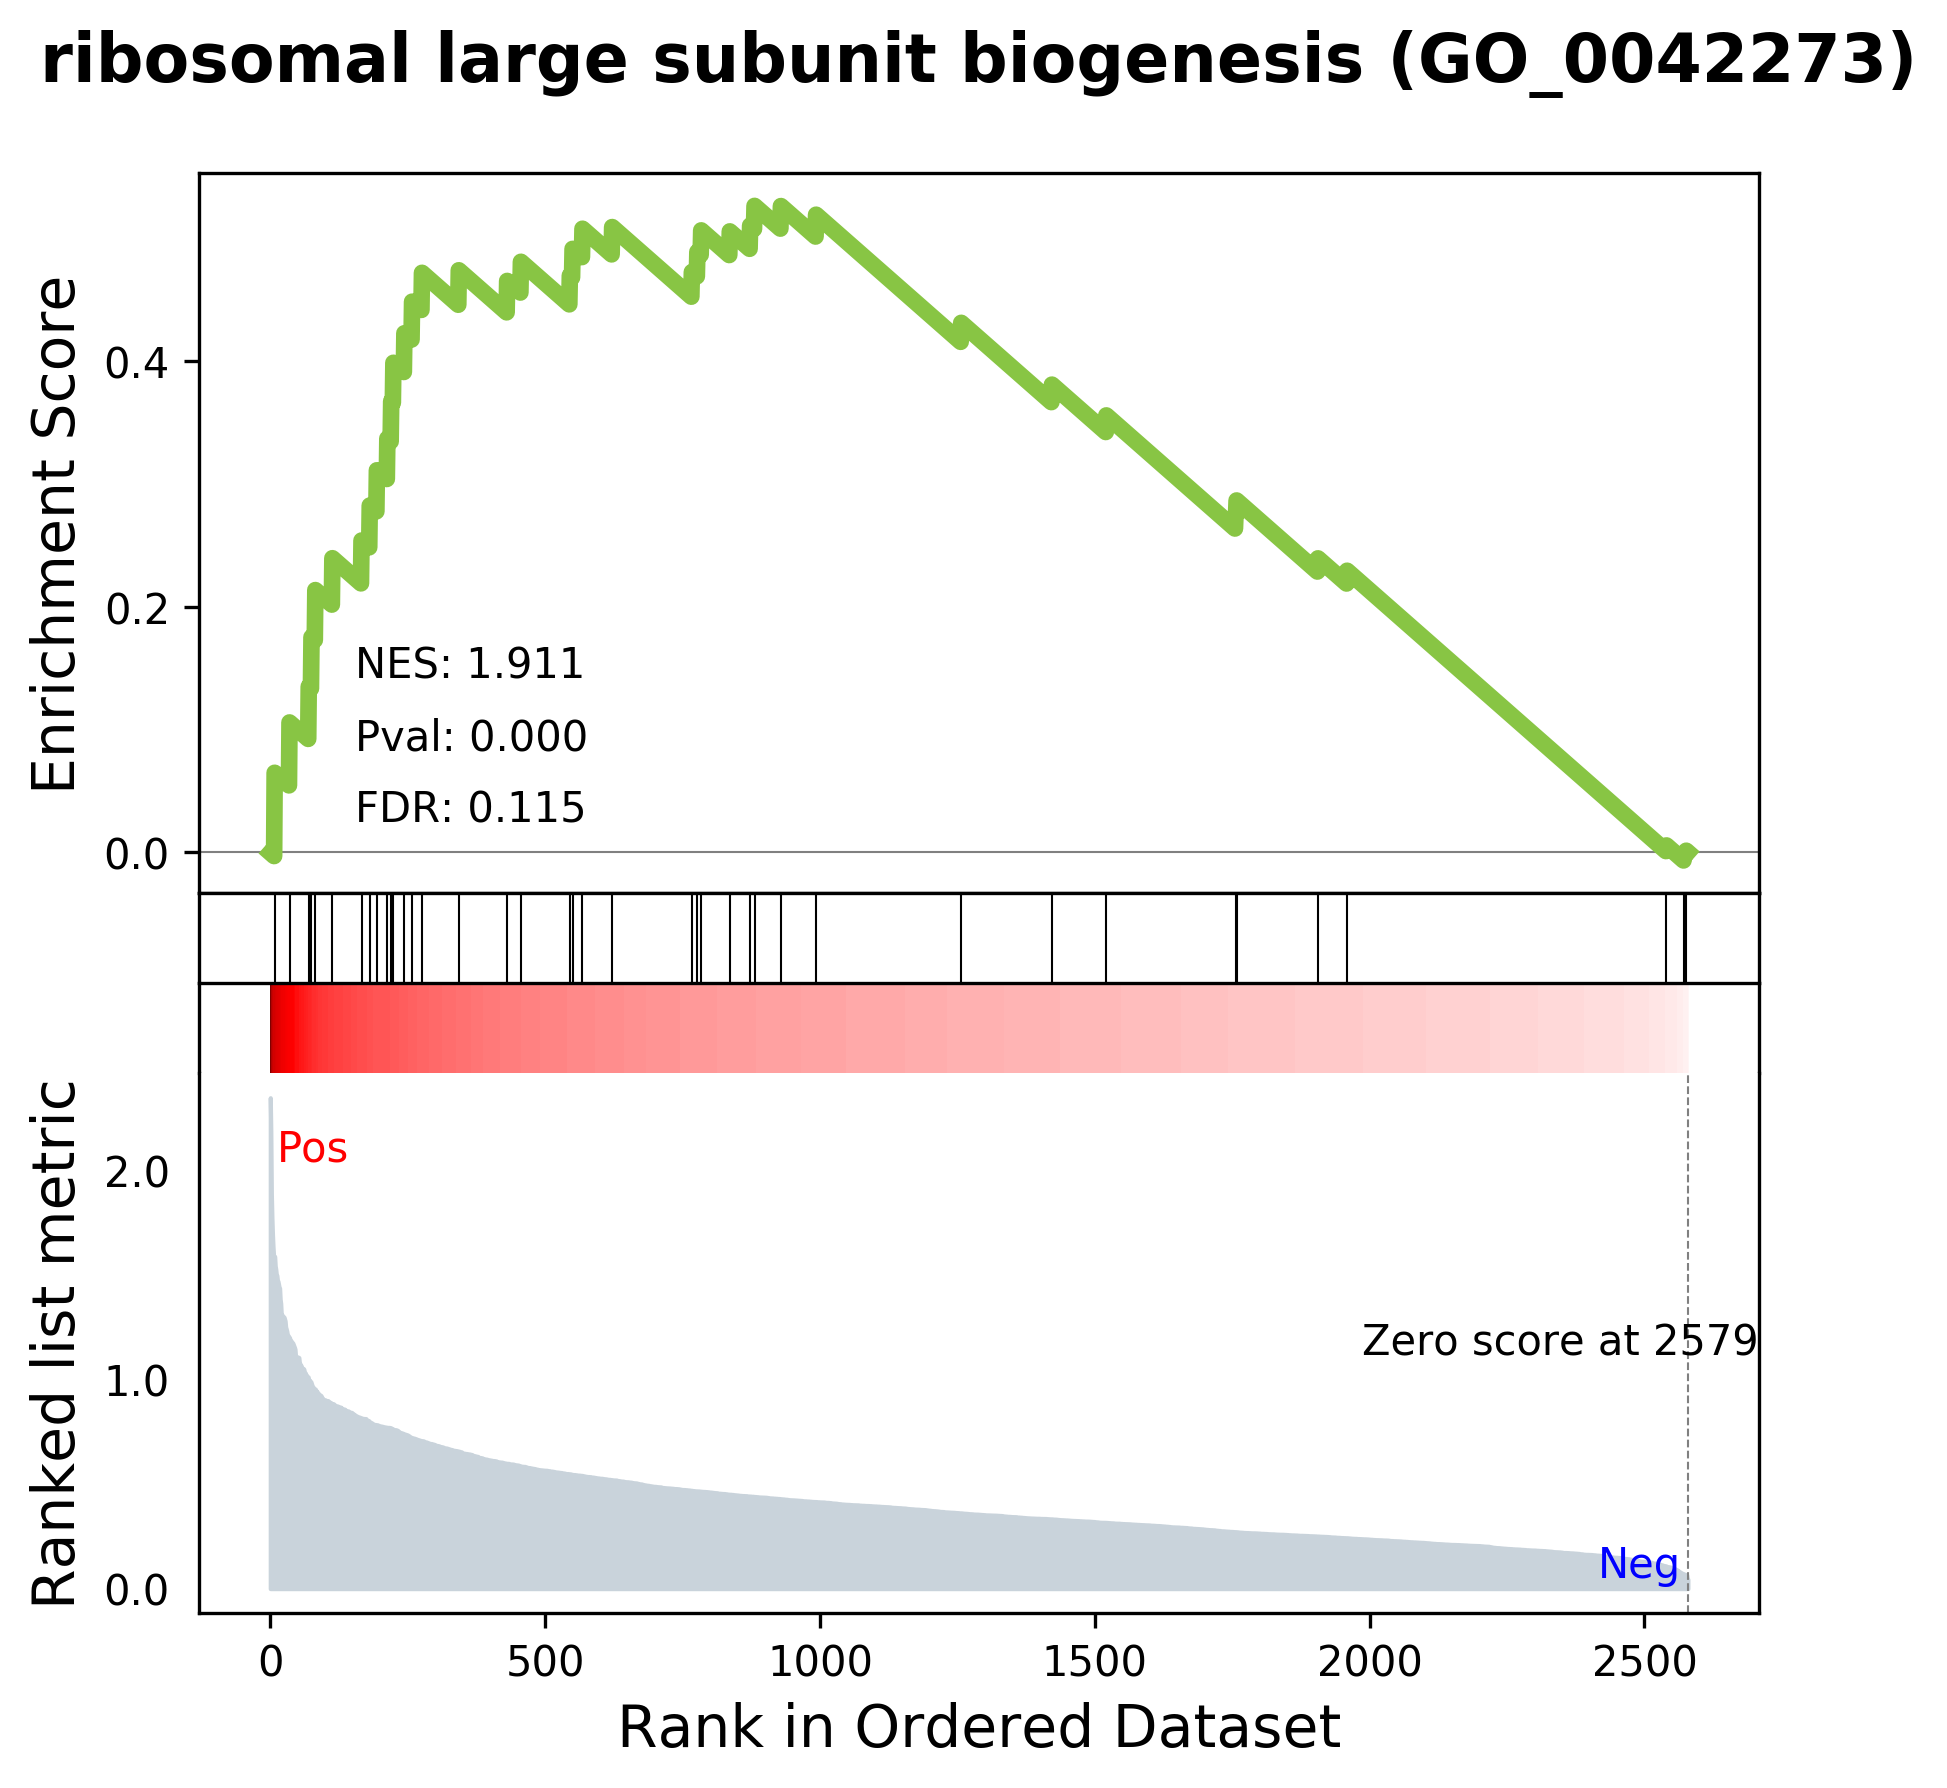 ribosomal large subunit biogenesis (GO_0042273)
Enrichment Score
0.4
0.2
0.0
NES: 1.911
Pval: 0.000
FDR: 0.115
Ranked list metric
2.0
1.0
0.0
Pos
Zero score at 2579
Neg
0 500 1000 1500 2000 2500
Rank in Ordered Dataset